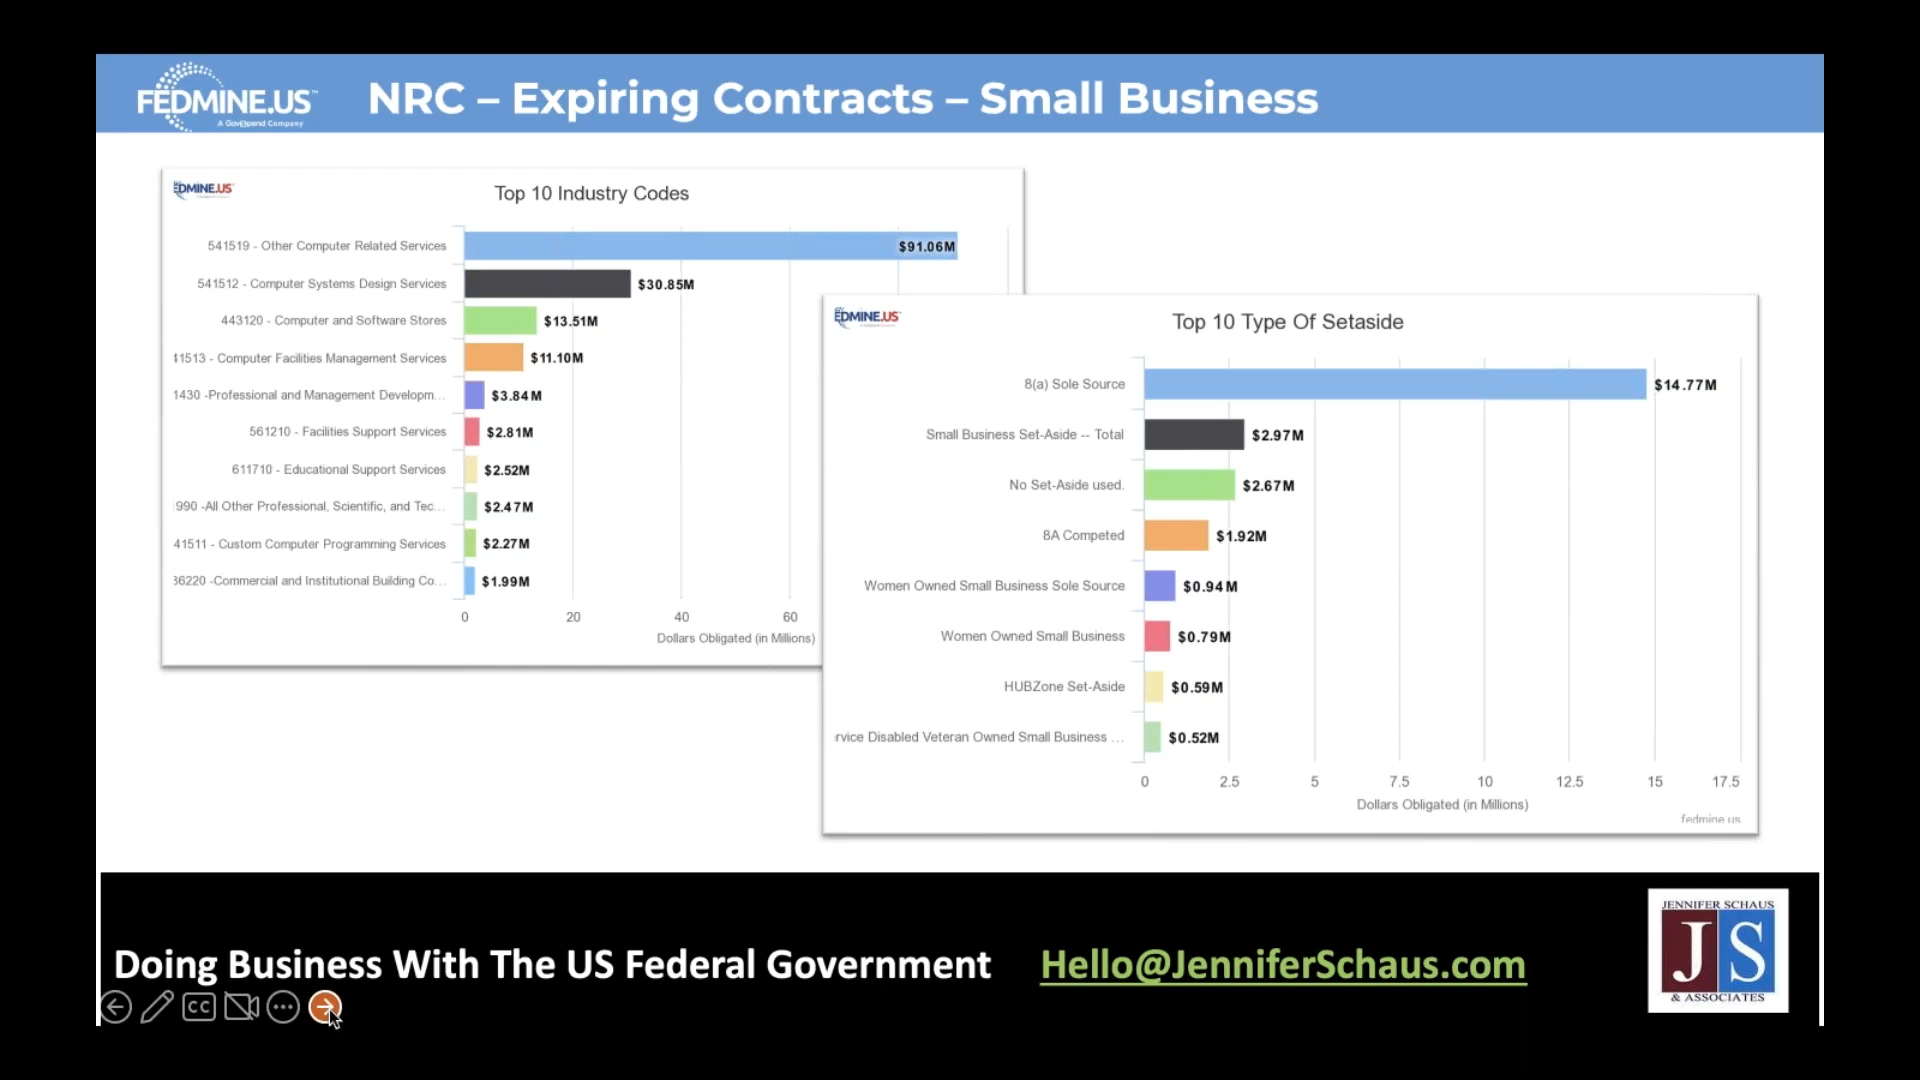 FEDMINE.US™
A GovSpend Company
NRC – Expiring Contracts – Small Business
EDMINE.US
Top 10 Industry Codes
541519 - Other Computer Related Services
$91.06M
541512 - Computer Systems Design Services
$30.85M
443120 - Computer and Software Stores
$13.51M
41513 - Computer Facilities Management Services
$11.10M
1430 -Professional and Management Developm...
$3.84M
561210 - Facilities Support Services
$2.81M
611710 - Educational Support Services
$2.52M
990 -All Other Professional, Scientific, and Tec...
$2.47M
41511 - Custom Computer Programming Services
$2.27M
36220 -Commercial and Institutional Building Co...
$1.99M
0 20 40 60
Dollars Obligated (in Millions)
EDMINE.US
Top 10 Type Of Setaside
8(a) Sole Source
$14.77M
Small Business Set-Aside -- Total
$2.97M
No Set-Aside used.
$2.67M
8A Competed
$1.92M
Women Owned Small Business Sole Source
$0.94M
Women Owned Small Business
$0.79M
HUBZone Set-Aside
$0.59M
rvice Disabled Veteran Owned Small Business ...
$0.52M
0 2.5 5 7.5 10 12.5 15 17.5
Dollars Obligated (in Millions)
fedmine.us
Doing Business With The US Federal Government
Hello@JenniferSchaus.com
JENNIFER SCHAUS
JS
& ASSOCIATES
CC